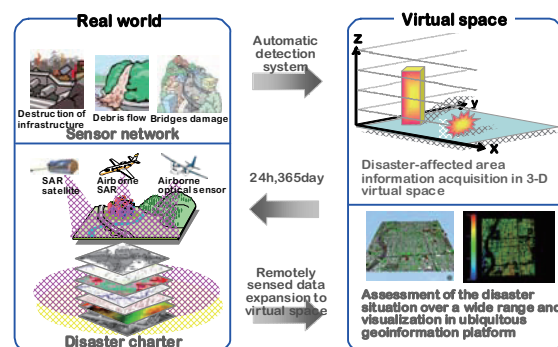 Real world
Destruction of
infrastructure
Debris flow
Bridges damage
Sensor network
SAR
satellite
Airborne
SAR
Airborne
optical sensor
Disaster charter
Automatic
detection
system
24h,365day
Remotely
sensed data
expansion to
virtual space
Virtual space
Z
y
x
Disaster-affected area
information acquisition in 3-D
virtual space
Assessment of the disaster
situation over a wide range and
visualization in ubiquitous
geoinformation platform